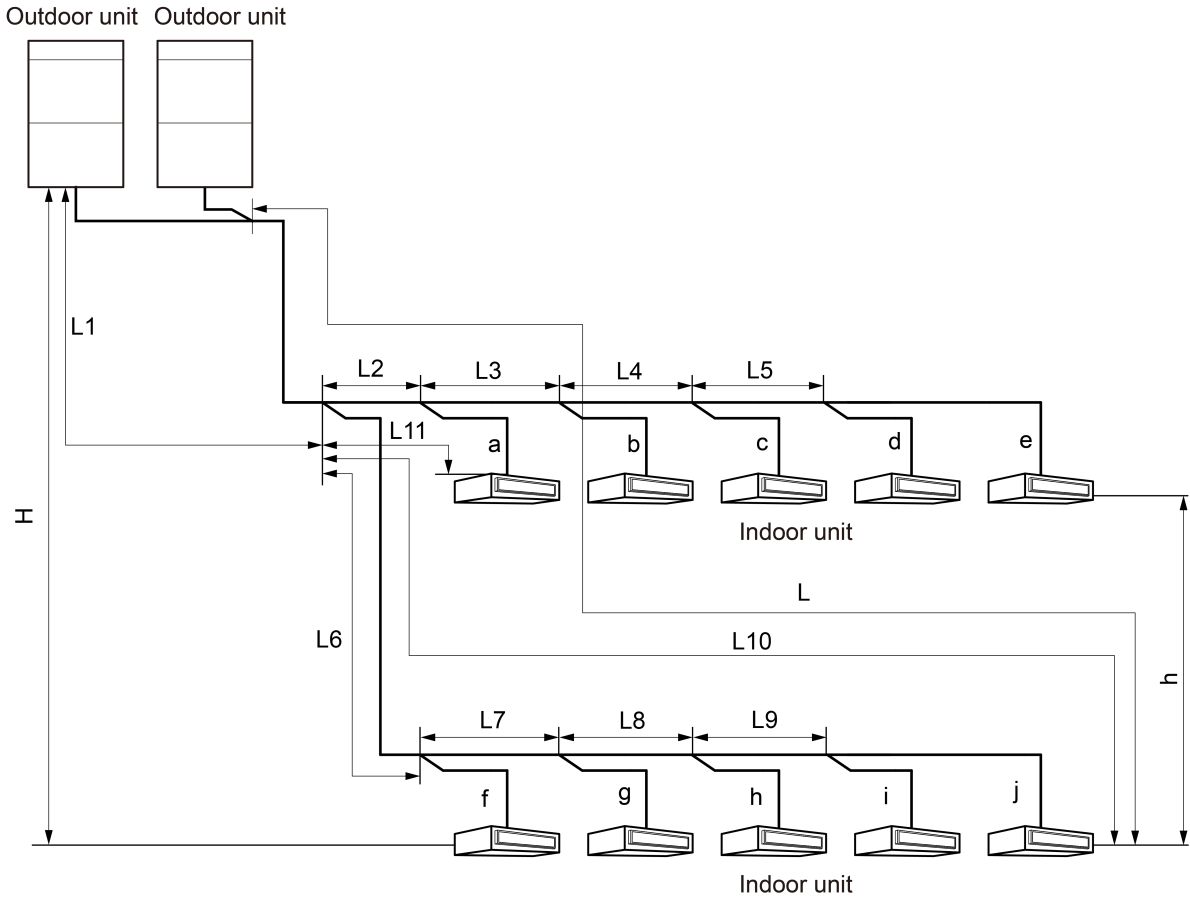 Outdoor unit Outdoor unit
L1
L2 L3 L4 L5
L11
a b c d e
H
Indoor unit
L
L6
L10
h
L7 L8 L9
f g h i j
Indoor unit